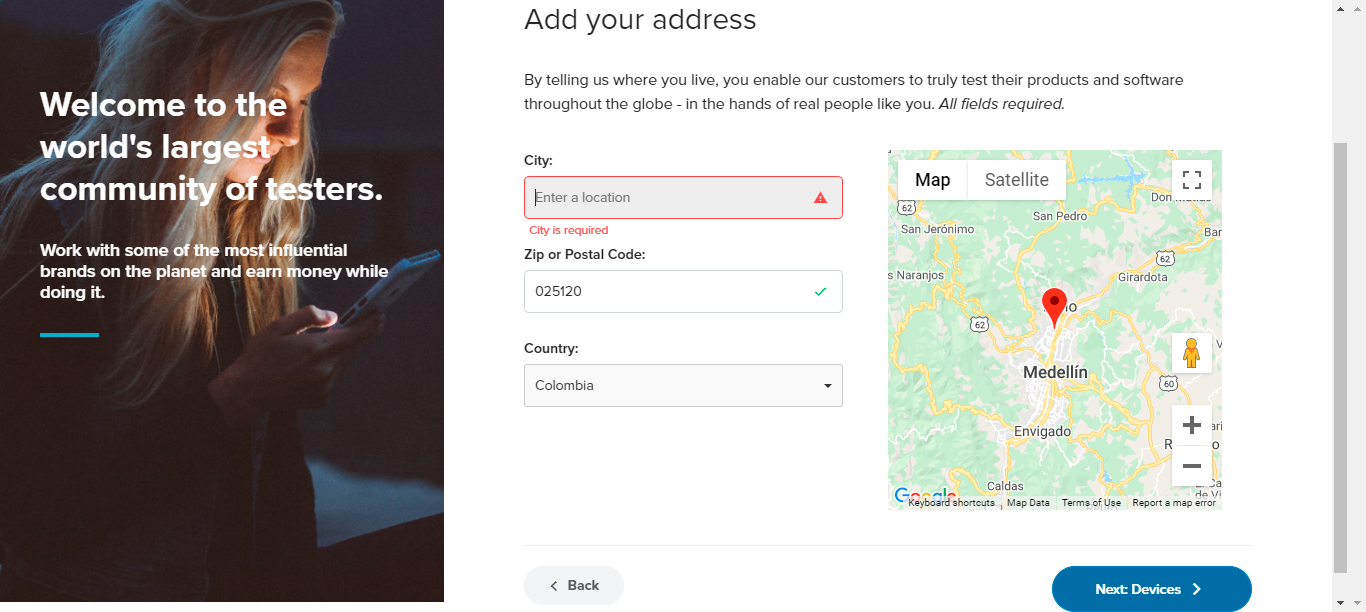 Welcome to the
world's largest
community of testers.
Work with some of the most influential
brands on the planet and earn money while
doing it.
Add your address
By telling us where you live, you enable our customers to truly test their products and software
throughout the globe - in the hands of real people like you. All fields required.
City:
Enter a location
City is required
Zip or Postal Code:
025120
Country:
Colombia
Map Satellite
62
San Jerónimo
San Pedro
Don
Bar
62
s Naranjos
Girardota
62
Medellín
60
Envigado
Caldas
Google
Keyboard shortcuts Map Data Terms of Use Report a map error
Back
Next: Devices